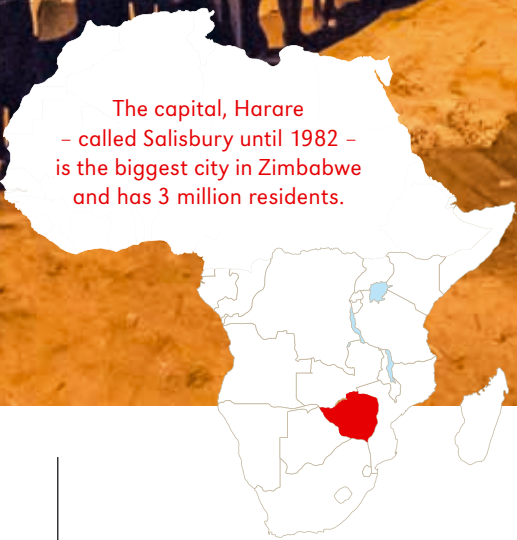 The capital, Harare
– called Salisbury until 1982 –
is the biggest city in Zimbabwe
and has 3 million residents.